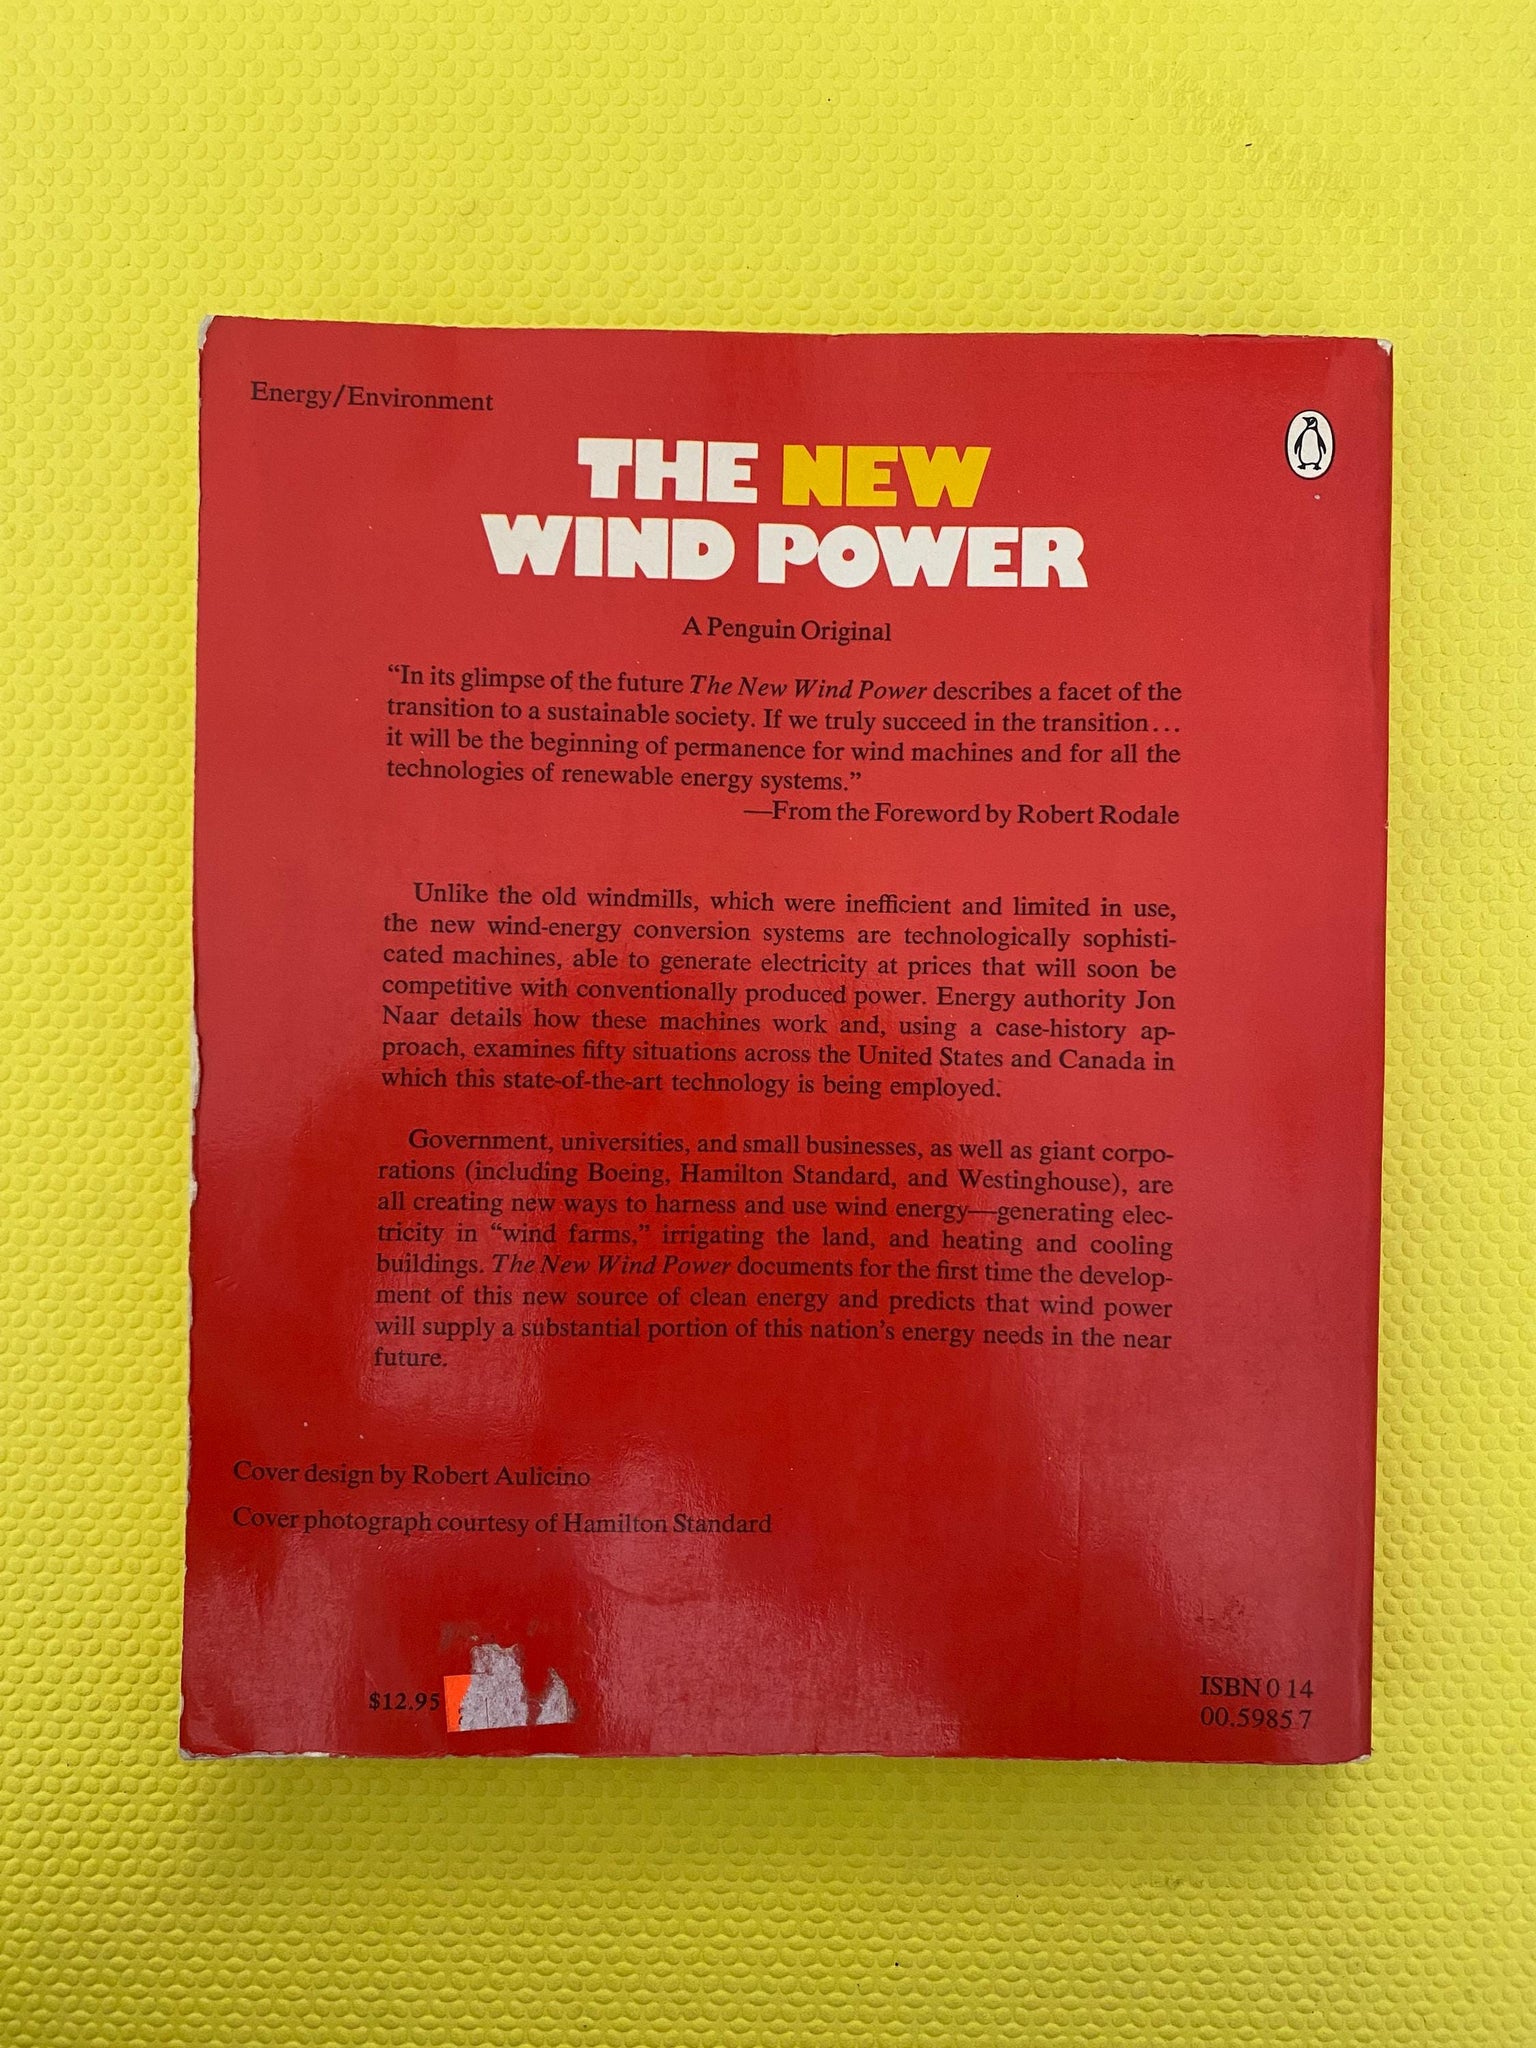 Energy/Environment
THE NEW
WIND POWER
A Penguin Original
“In its glimpse of the future The New Wind Power describes a facet of the
transition to a sustainable society. If we truly succeed in the transition...
it will be the beginning of permanence for wind machines and for all the
technologies of renewable energy systems.”
—From the Foreword by Robert Rodale
Unlike the old windmills, which were inefficient and limited in use,
the new wind-energy conversion systems are technologically sophisti-
cated machines, able to generate electricity at prices that will soon be
competitive with conventionally produced power. Energy authority Jon
Naar details how these machines work and, using a case-history ap-
proach, examines fifty situations across the United States and Canada in
which this state-of-the-art technology is being employed.
Government, universities, and small businesses, as well as giant corpo-
rations (including Boeing, Hamilton Standard, and Westinghouse), are
all creating new ways to harness and use wind energy—generating elec-
tricity in “wind farms,” irrigating the land, and heating and cooling
buildings. The New Wind Power documents for the first time the develop-
ment of this new source of clean energy and predicts that wind power
will supply a substantial portion of this nation’s energy needs in the near
future.
Cover design by Robert Aulicino
Cover photograph courtesy of Hamilton Standard
$12.95
ISBN 0 14
00.5985 7